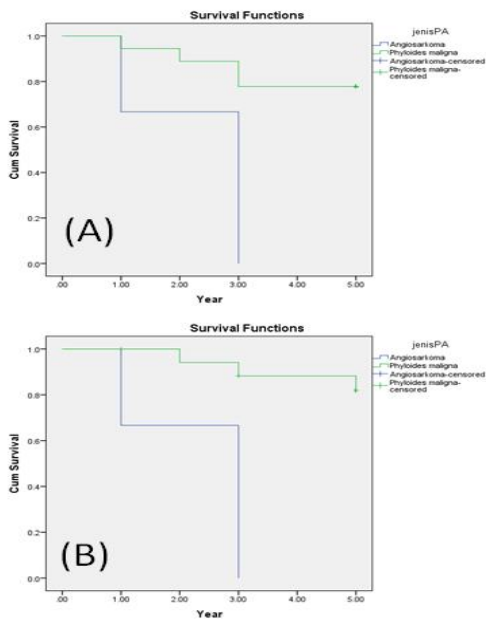 Survival Functions
jenisPA
Angiosarkoma
Phyloides maligna
Angiosarkoma-censored
Phyloides maligna-
censored
1.0
0.8
0.6
0.4
0.2
0.0
Cum Survival
(A)
.00 1.00 2.00 3.00 4.00 5.00
Year
Survival Functions
jenisPA
Angiosarkoma
Phyloides maligna
Angiosarkoma-censored
Phyloides maligna-
censored
1.0
0.8
0.6
0.4
0.2
0.0
Cum Survival
(B)
.00 1.00 2.00 3.00 4.00 5.00
Year